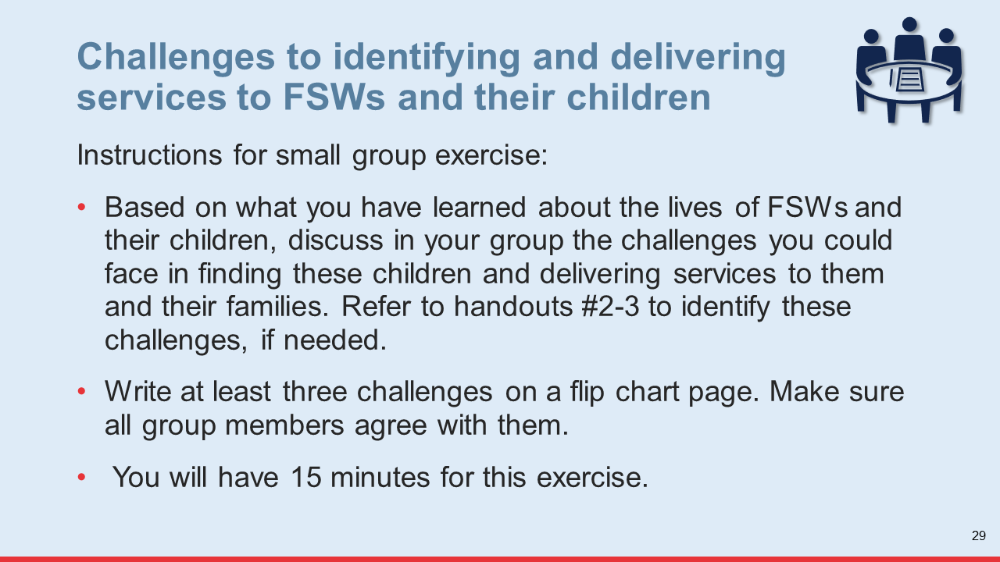 Challenges to identifying and delivering
services to FSWs and their children
Instructions for small group exercise:
• Based on what you have learned about the lives of FSWs and
their children, discuss in your group the challenges you could
face in finding these children and delivering services to them
and their families. Refer to handouts #2-3 to identify these
challenges, if needed.
• Write at least three challenges on a flip chart page. Make sure
all group members agree with them.
• You will have 15 minutes for this exercise.
29